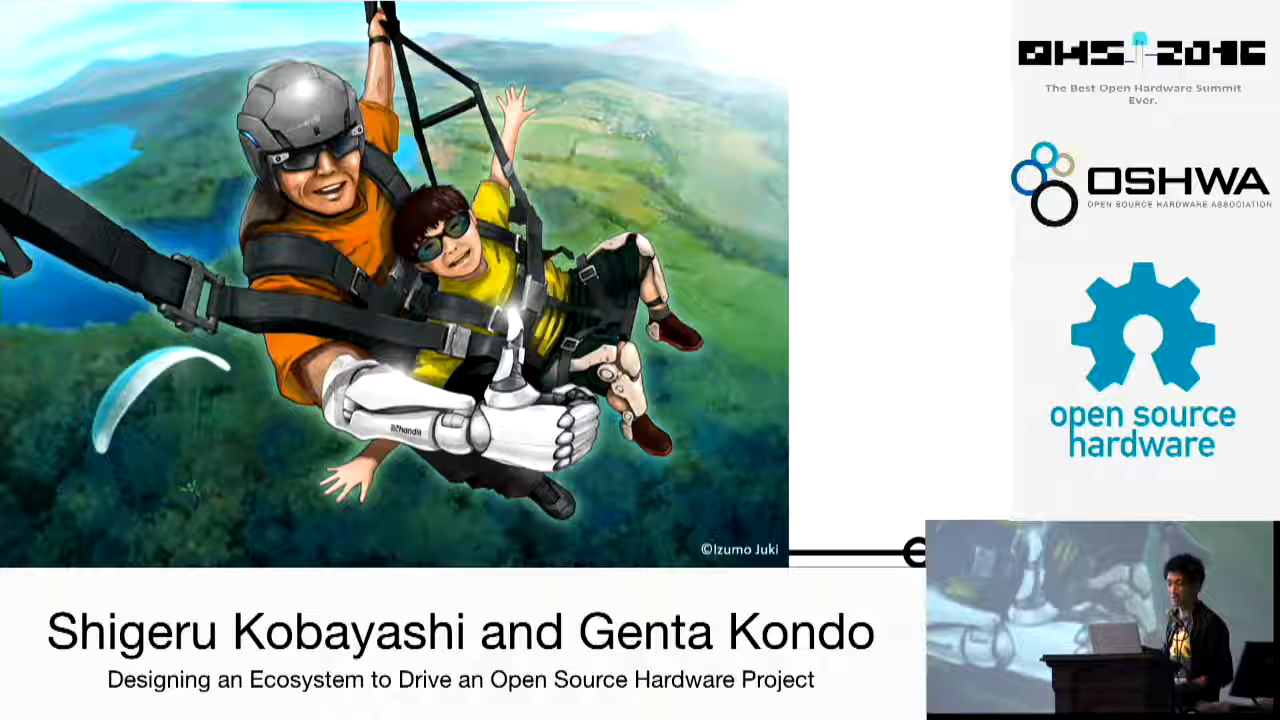 OHS 2016
The Best Open Hardware Summit
Ever.
OSHWA
OPEN SOURCE HARDWARE ASSOCIATION
open source
hardware
handiii
©Izumo Juki
Shigeru Kobayashi and Genta Kondo
Designing an Ecosystem to Drive an Open Source Hardware Project